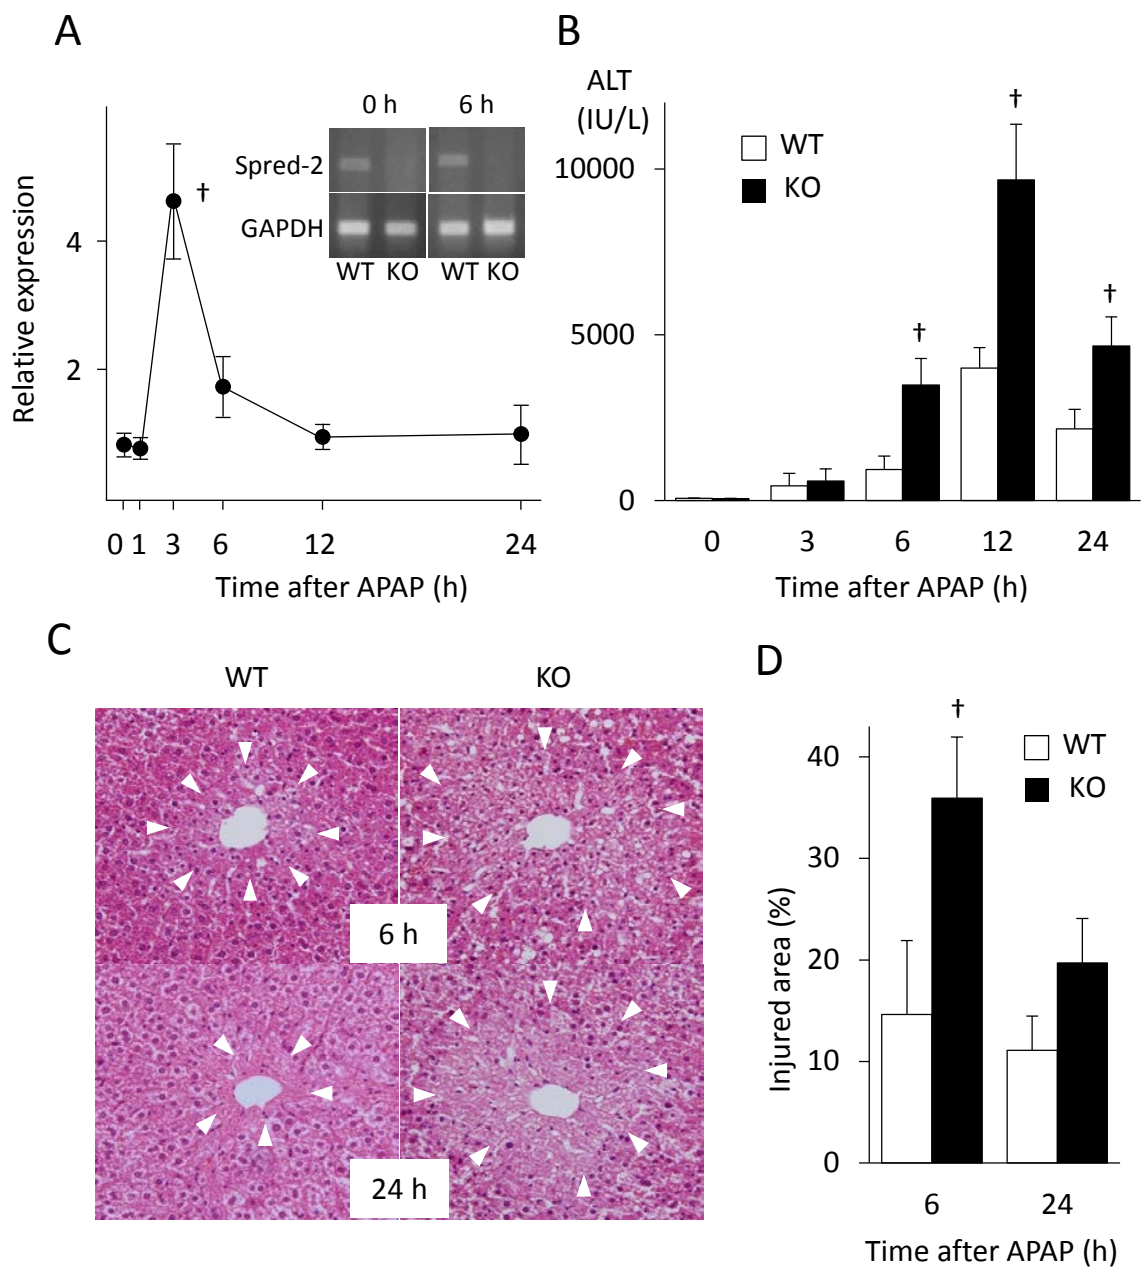 A
Relative expression
4
2
0 1 3 6 12 24
Time after APAP (h)
0 h 6 h
Spred-2
GAPDH
WT KO WT KO
†
B
ALT
(IU/L)
10000
5000
0
WT
KO
†
†
†
0 3 6 12 24
Time after APAP (h)
C
WT KO
6 h
24 h
D
Injured area (%)
40
30
20
10
0
†
WT
KO
6 24
Time after APAP (h)